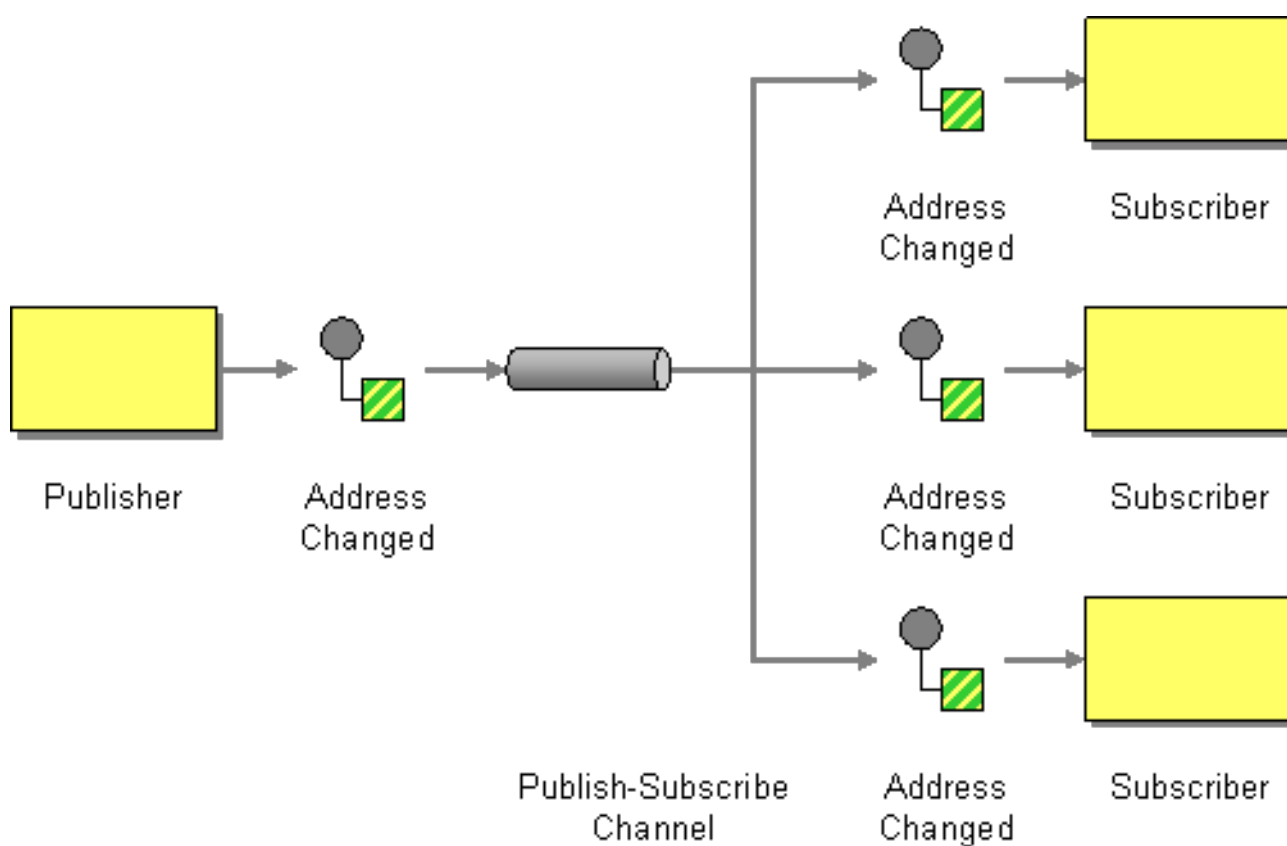 Address
Changed
Subscriber
Publisher
Address
Changed
Address
Changed
Subscriber
Publish-Subscribe
Channel
Address
Changed
Subscriber